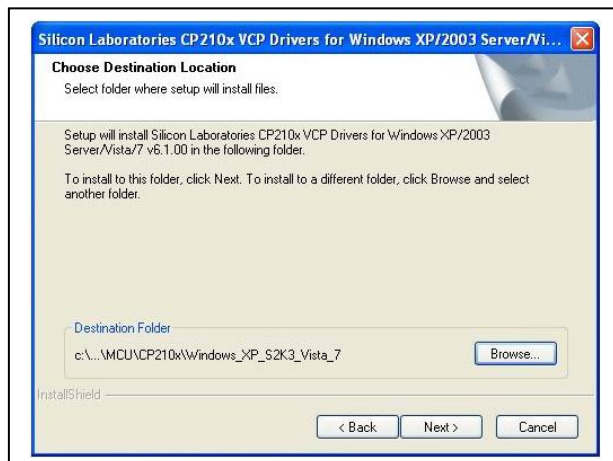 Silicon Laboratories CP210x VCP Drivers for Windows XP/2003 Server/Vi...
Choose Destination Location
Select folder where setup will install files.
Setup will install Silicon Laboratories CP210x VCP Drivers for Windows XP/2003
Server/Vista/7 v6.1.00 in the following folder.
To install to this folder, click Next. To install to a different folder, click Browse and select
another folder.
Destination Folder
c:\...\MCU\CP210x\Windows_XP_S2K3_Vista_7
Browse...
InstallShield
< Back
Next >
Cancel